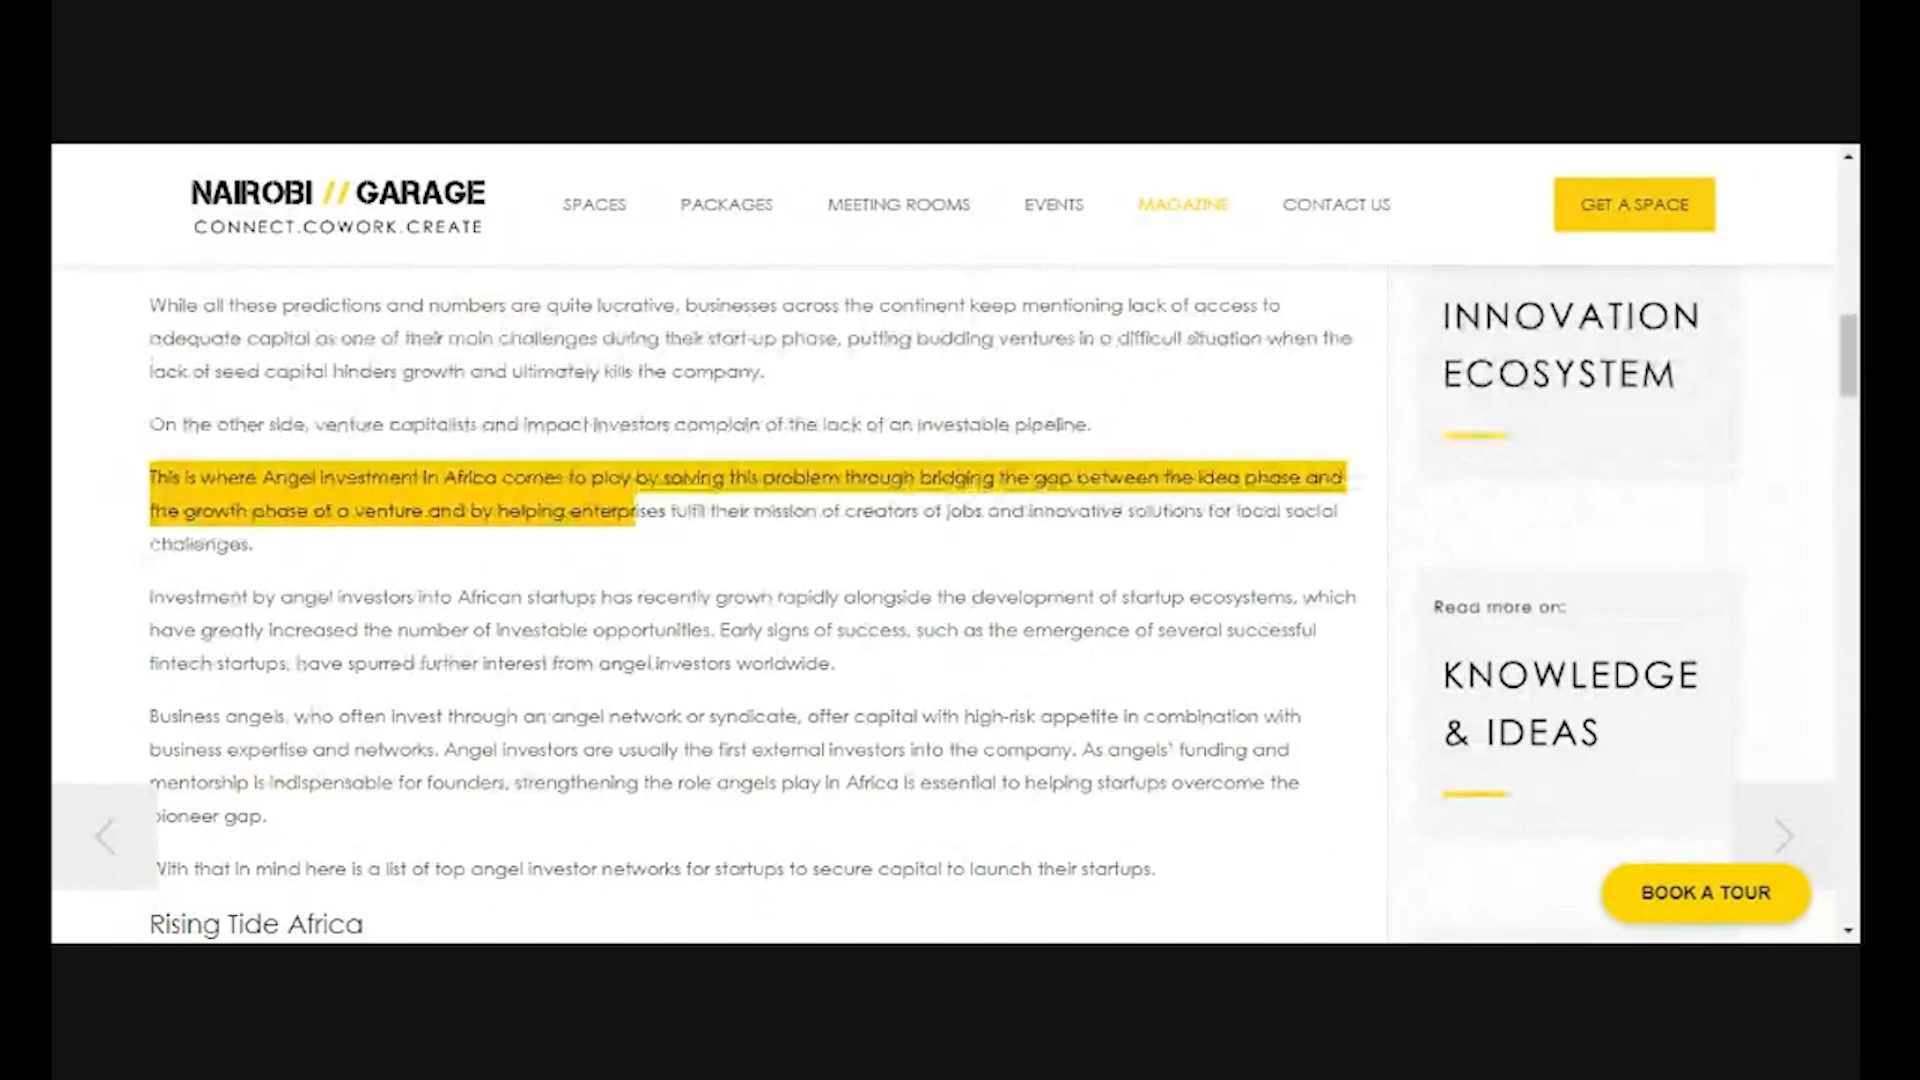 NAIROBI // GARAGE
CONNECT.COWORK.CREATE
SPACES
PACKAGES
MEETING ROOMS
EVENTS
MAGAZINE
CONTACT US
GET A SPACE
While all these predictions and numbers are quite lucrative, businesses across the continent keep mentioning lack of access to
adequate capital as one of their main challenges during their start-up phase, putting budding ventures in a difficult situation when the
lack of seed capital hinders growth and ultimately kills the company.
On the other side, venture capitalists and impact investors complain of the lack of an investable pipeline.
This is where Angel investment in Africa comes to play by solving this problem through bridging the gap between the idea phase and
the growth phase of a venture and by helping enterprises fulfil their mission of creators of jobs and innovative solutions for local social
challenges.
Investment by angel investors into African startups has recently grown rapidly alongside the development of startup ecosystems, which
have greatly increased the number of investable opportunities. Early signs of success, such as the emergence of several successful
fintech startups, have spurred further interest from angel investors worldwide.
Business angels, who often invest through an angel network or syndicate, offer capital with high-risk appetite in combination with
business expertise and networks. Angel investors are usually the first external investors into the company. As angels' funding and
mentorship is indispensable for founders, strengthening the role angels play in Africa is essential to helping startups overcome the
pioneer gap.
With that in mind here is a list of top angel investor networks for startups to secure capital to launch their startups.
Rising Tide Africa
INNOVATION
ECOSYSTEM
Read more on:
KNOWLEDGE
& IDEAS
BOOK A TOUR